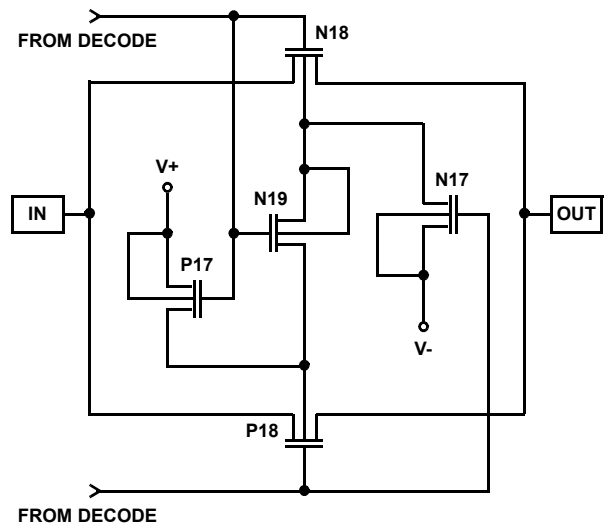 FROM DECODE
N18
V+
N19
N17
IN
OUT
P17
V-
P18
FROM DECODE